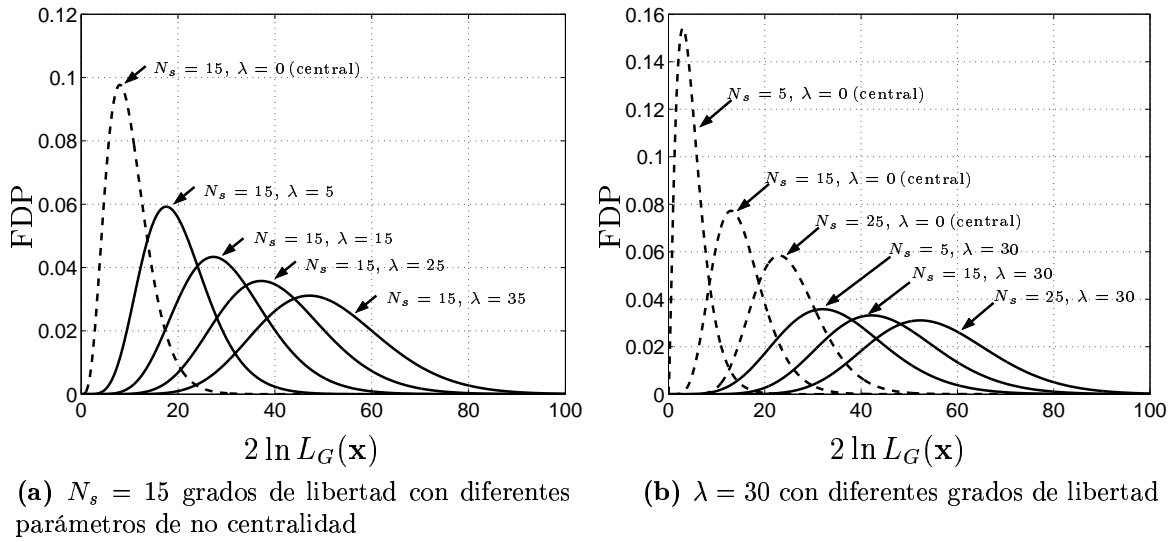 0.12
0.1
0.08
0.06
0.04
0.02
0
FDP
N_s = 15, λ = 0 (central)
N_s = 15, λ = 5
N_s = 15, λ = 15
N_s = 15, λ = 25
N_s = 15, λ = 35
0 20 40 60 80 100
2 ln L_G(x)
(a) N_s = 15 grados de libertad con diferentes
parámetros de no centralidad
0.16
0.14
0.12
0.1
0.08
0.06
0.04
0.02
0
FDP
N_s = 5, λ = 0 (central)
N_s = 15, λ = 0 (central)
N_s = 25, λ = 0 (central)
N_s = 5, λ = 30
N_s = 15, λ = 30
N_s = 25, λ = 30
0 20 40 60 80 100
2 ln L_G(x)
(b) λ = 30 con diferentes grados de libertad